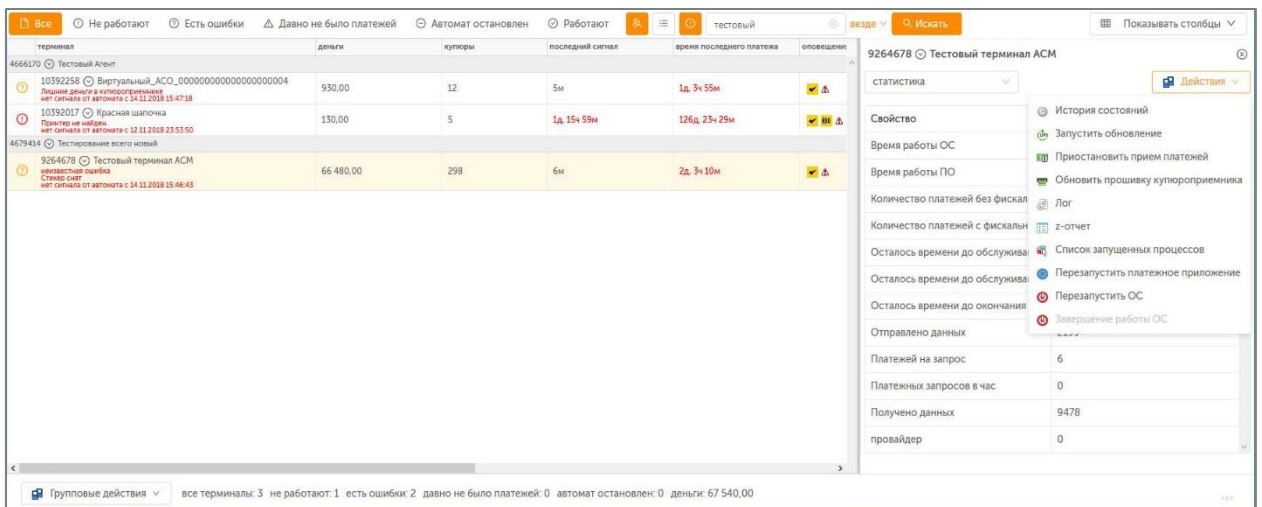 Все Не работают Есть ошибки Давно не было платежей Автомат остановлен Работают тестовый везде Искать Показывать столбцы
терминал деньги купюры последний сигнал время последнего платежа оповещение
4666170 Тестовый Агент
10392258 Виртуальный_АСО_000000000000000000004
Лишние деньги в купюроприемнике
нет сигнала от автомата с 14.11.2018 15:47:18
930,00 12 5м 1д. 3ч 55м
10392017 Красная шапочка
Принтер не найден
нет сигнала от автомата с 12.11.2018 23:53:50
130,00 5 1д. 15ч 59м 126д. 23ч 29м
4679414 Тестирование всего новый
9264678 Тестовый терминал АСМ
неизвестная ошибка
Стекер снят
нет сигнала от автомата с 14.11.2018 15:46:43
66 480,00 298 6м 2д. 3ч 10м
9264678 Тестовый терминал АСМ
статистика Действия
Свойство
Время работы ОС
Время работы ПО
Количество платежей без фискал
Количество платежей с фискальн
Осталось времени до обслужива
Осталось времени до обслужива
Осталось времени до окончания
Отправлено данных
Платежей на запрос 6
Платежных запросов в час 0
Получено данных 9478
провайдер 0
История состояний
Запустить обновление
Приостановить прием платежей
Обновить прошивку купюроприемника
Лог
z-отчет
Список запущенных процессов
Перезапустить платежное приложение
Перезапустить ОС
Завершение работы ОС
Групповые действия все терминалы: 3 не работают: 1 есть ошибки: 2 давно не было платежей: 0 автомат остановлен: 0 деньги: 67 540,00